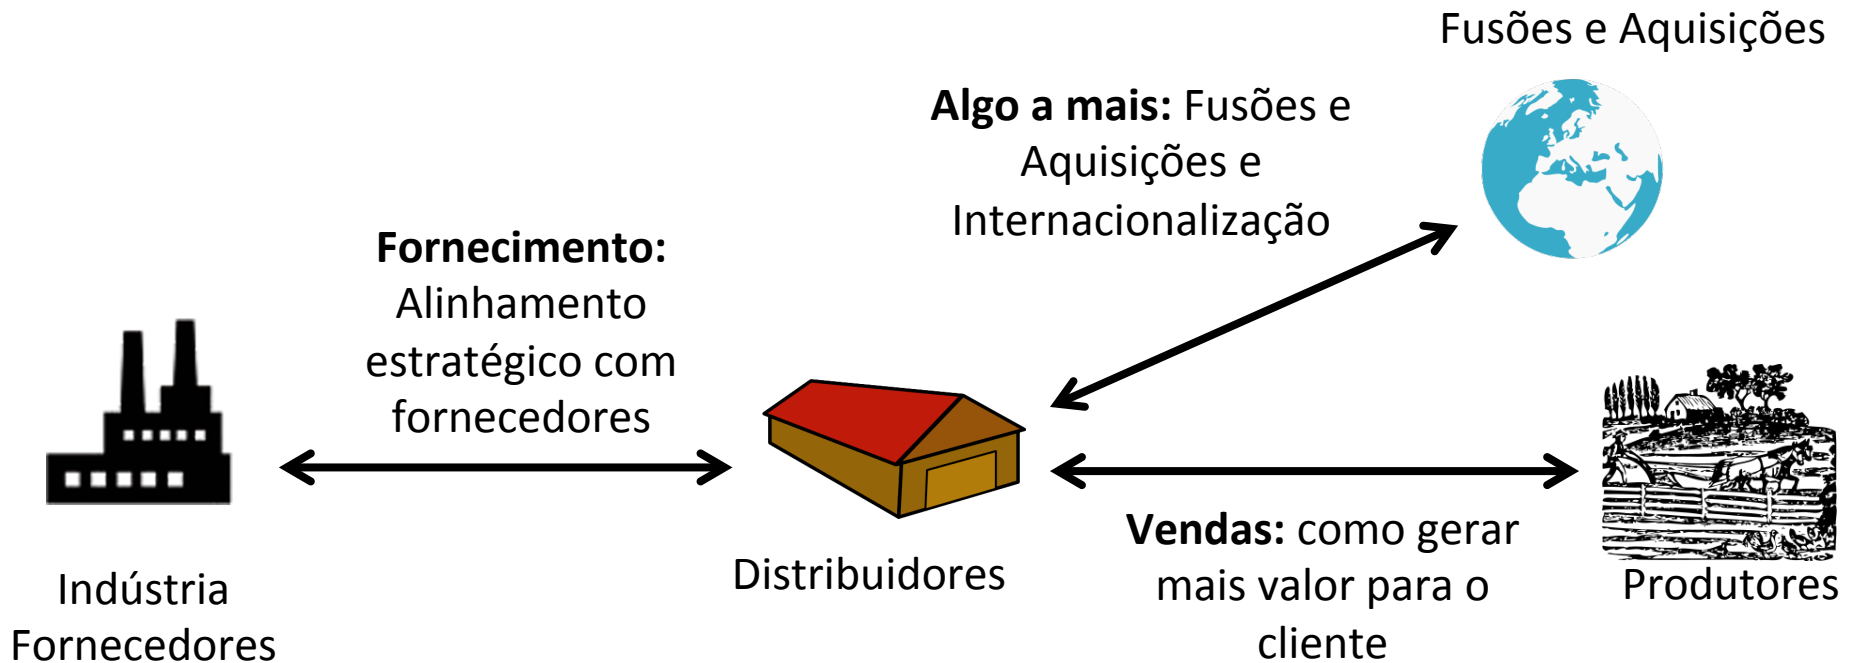 Fusões e Aquisições
Algo a mais: Fusões e
Aquisições e
Internacionalização
Fornecimento:
Alinhamento
estratégico com
fornecedores
Indústria
Fornecedores
Distribuidores
Vendas: como gerar
mais valor para o
cliente
Produtores